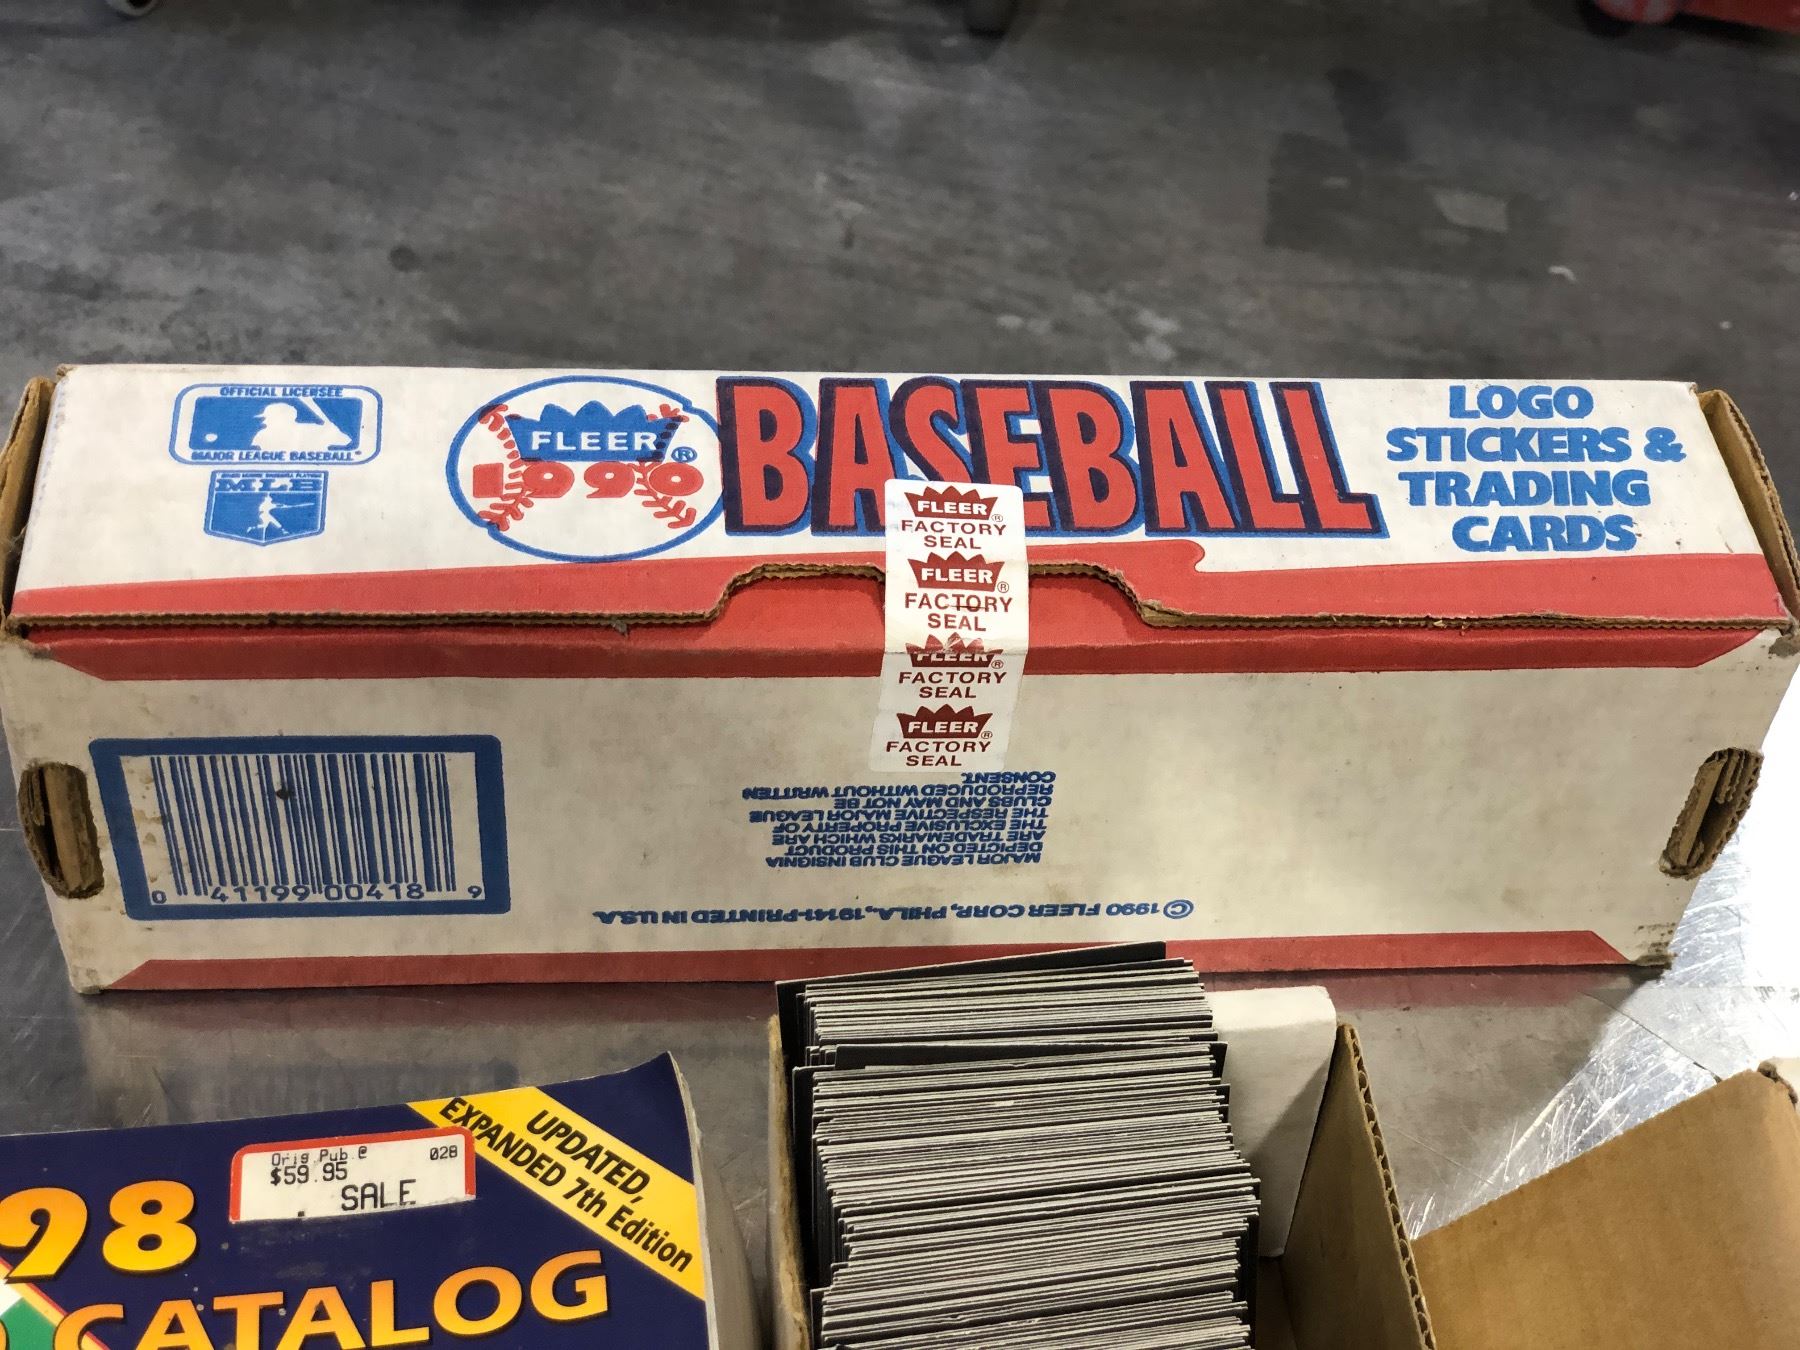 OFFICIAL LICENSEE
MAJOR LEAGUE BASEBALL
MLB
FLEER ®
1990
BASEBALL
LOGO
STICKERS &
TRADING
CARDS
FLEER ®
FACTORY
SEAL
FLEER ®
FACTORY
SEAL
FLEER ®
FACTORY
SEAL
FLEER ®
FACTORY
SEAL
0 41199 00418 9
© 1990 FLEER CORP., PHILA., 19141-PRINTED IN U.S.A.
MAJOR LEAGUE CLUB INSIGNIA
DEPICTED ON THIS PRODUCT
ARE TRADEMARKS WHICH ARE
THE EXCLUSIVE PROPERTY OF
THE RESPECTIVE MAJOR LEAGUE
CLUBS AND MAY NOT BE
REPRODUCED WITHOUT WRITTEN
CONSENT.
Orig.Pub.@ 028
$59.95
SALE
UPDATED,
EXPANDED 7th Edition
98
CATALOG